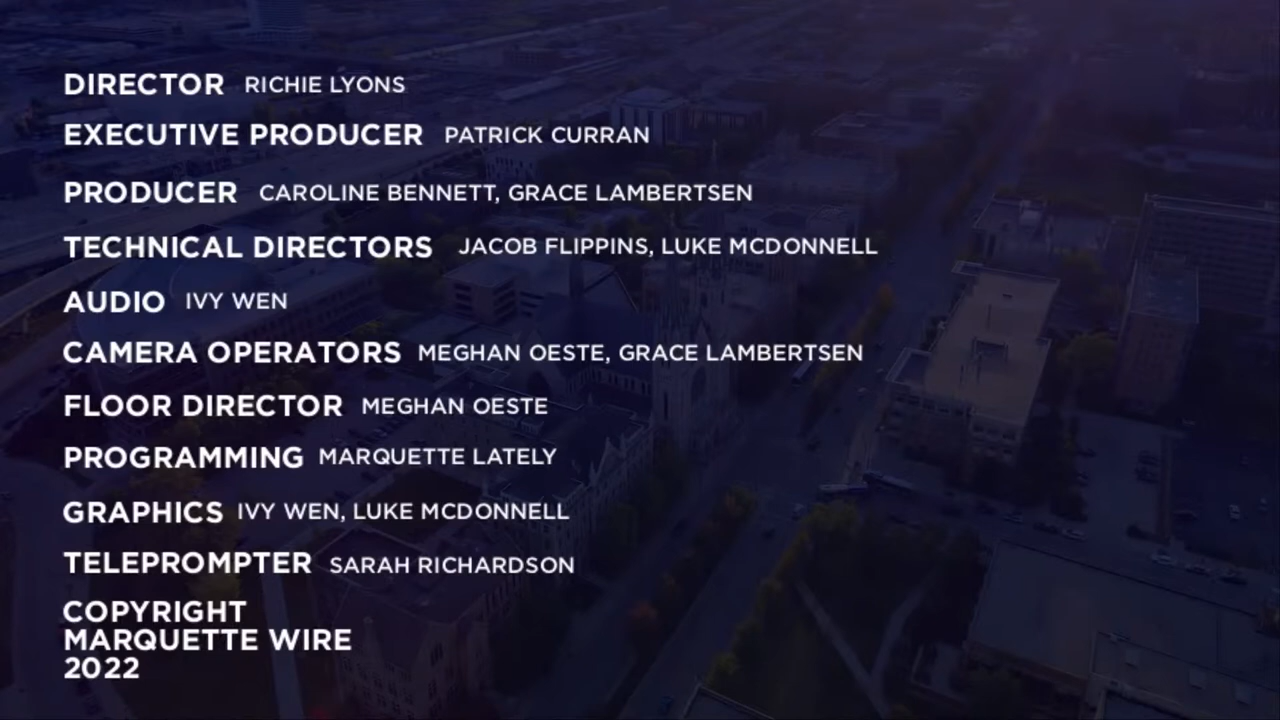 DIRECTOR RICHIE LYONS
EXECUTIVE PRODUCER PATRICK CURRAN
PRODUCER CAROLINE BENNETT, GRACE LAMBERTSEN
TECHNICAL DIRECTORS JACOB FLIPPINS, LUKE MCDONNELL
AUDIO IVY WEN
CAMERA OPERATORS MEGHAN OESTE, GRACE LAMBERTSEN
FLOOR DIRECTOR MEGHAN OESTE
PROGRAMMING MARQUETTE LATELY
GRAPHICS IVY WEN, LUKE MCDONNELL
TELEPROMPTER SARAH RICHARDSON
COPYRIGHT
MARQUETTE WIRE
2022